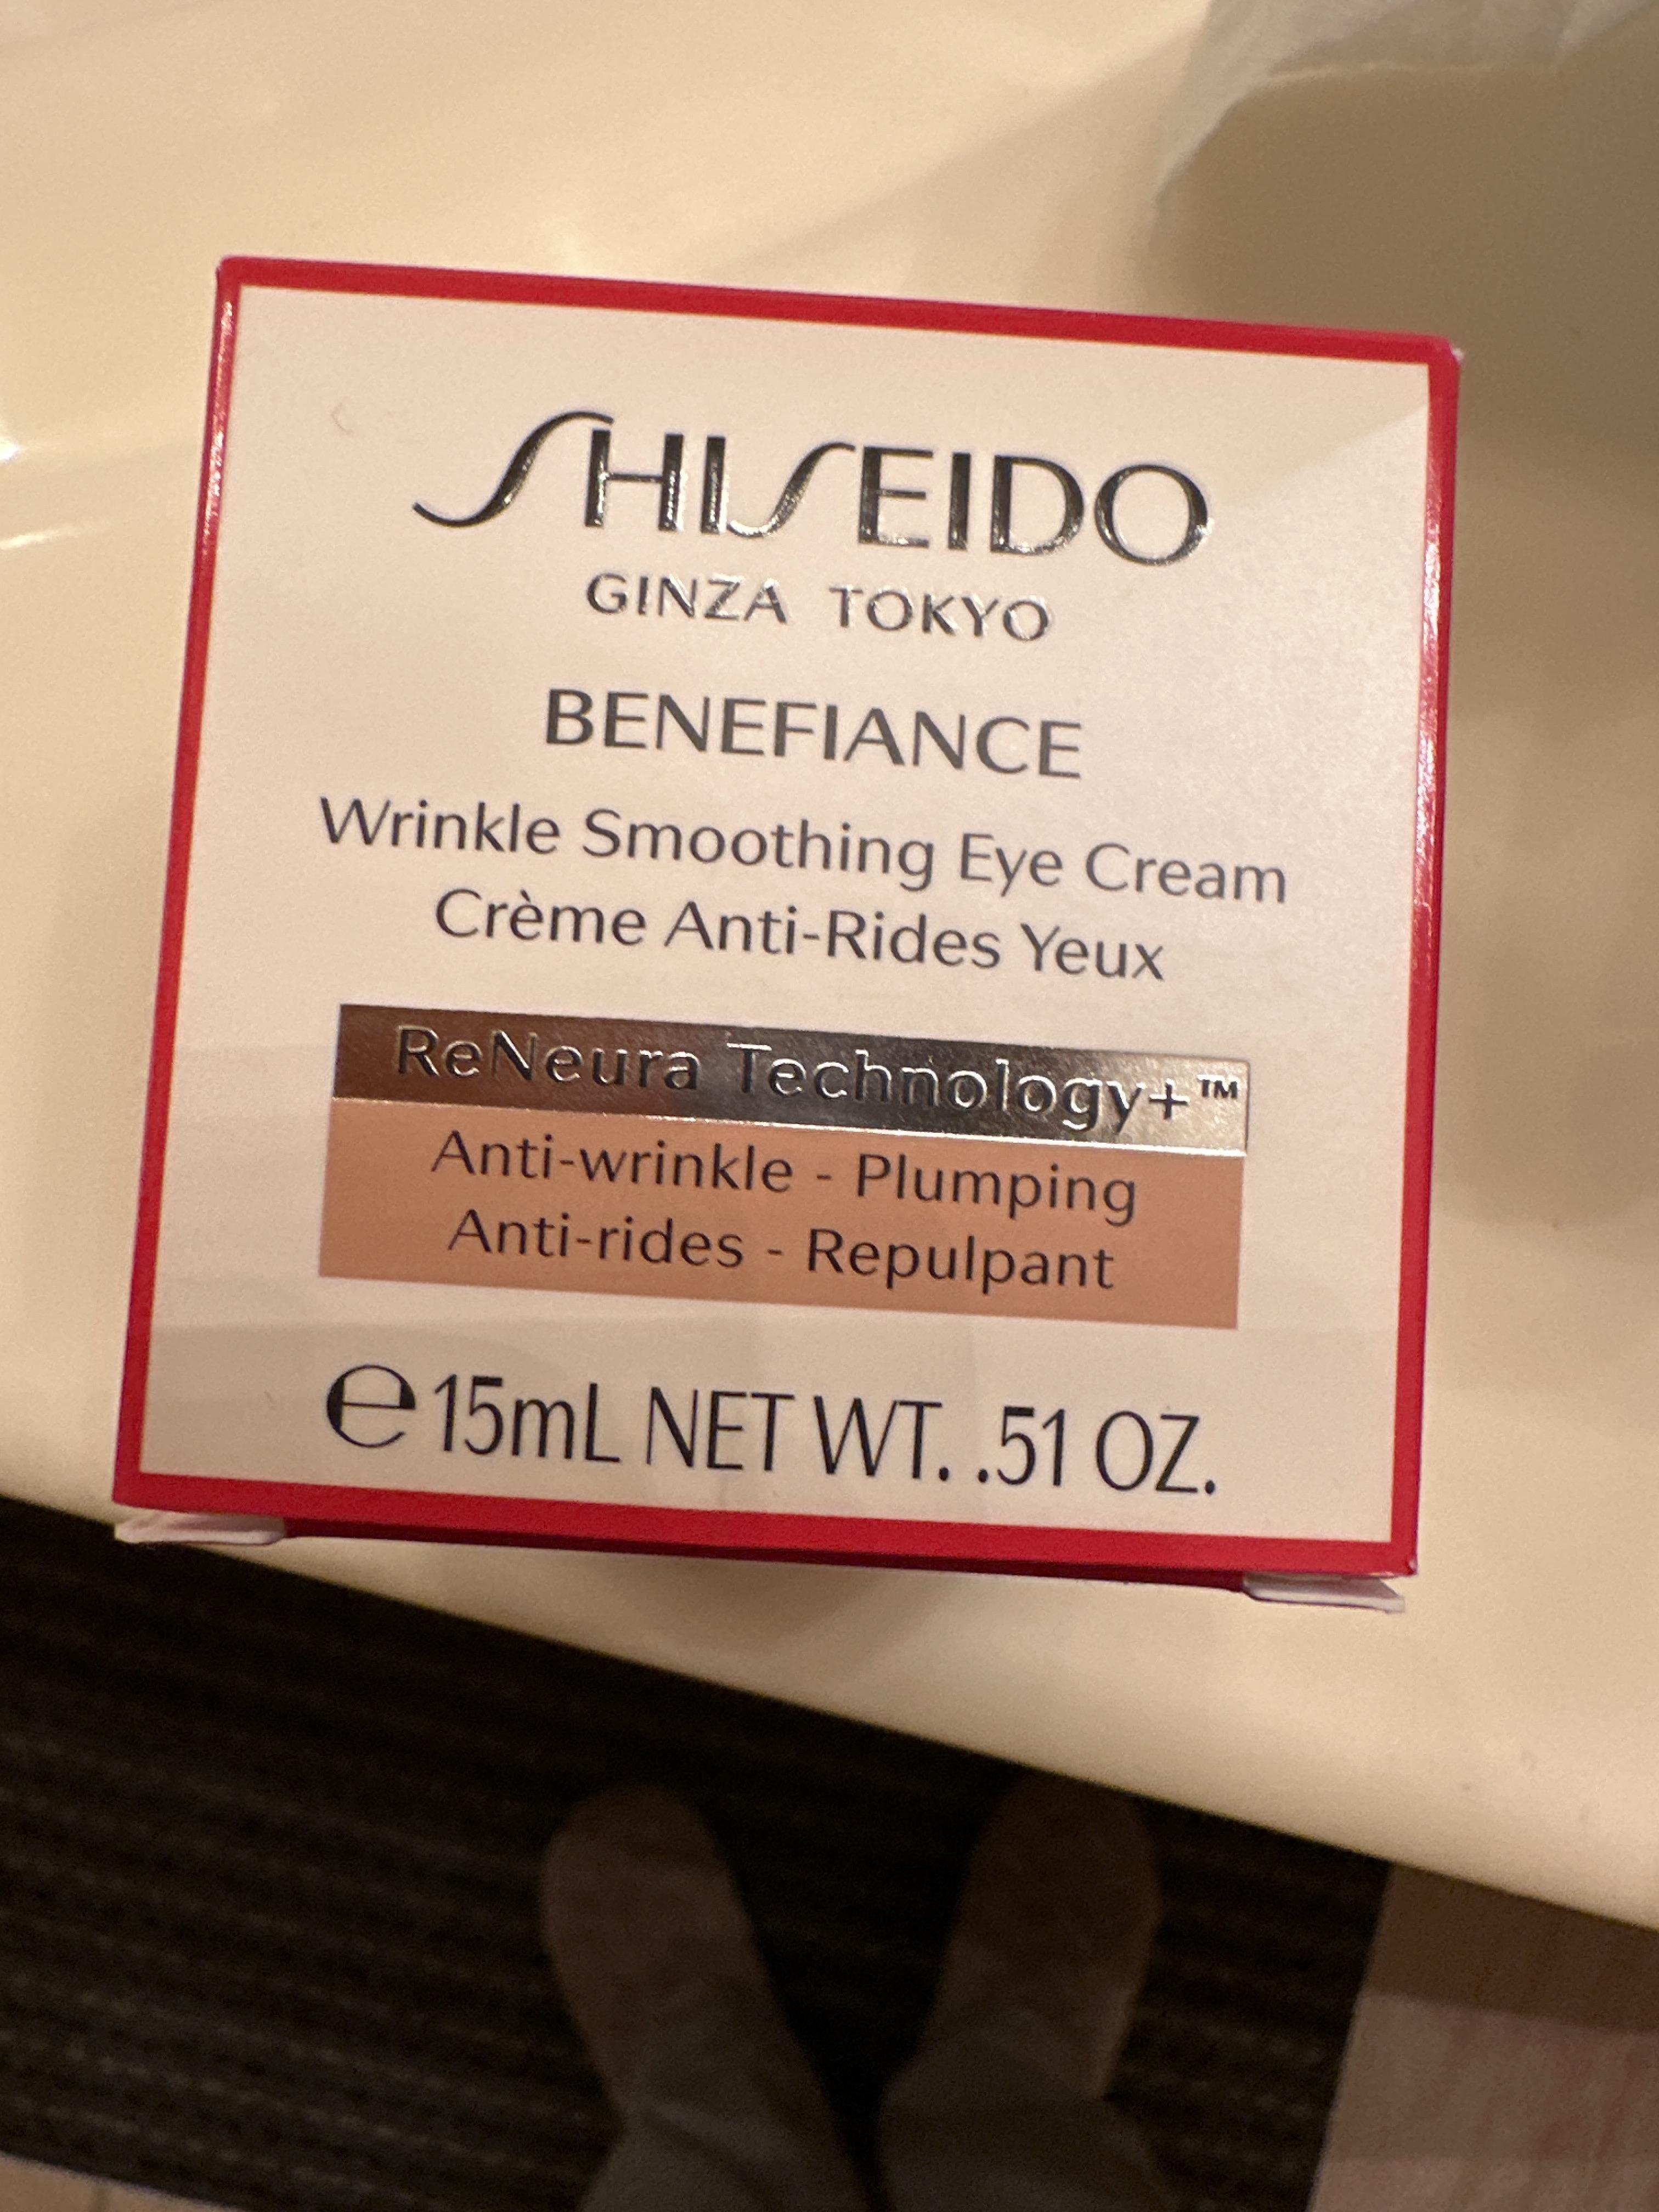 SHISEIDO
GINZA TOKYO
BENEFIANCE
Wrinkle Smoothing Eye Cream
Crème Anti-Rides Yeux
ReNeura Technology+™
Anti-wrinkle - Plumping
Anti-rides - Repulpant
℮15mL NET WT. .51 OZ.